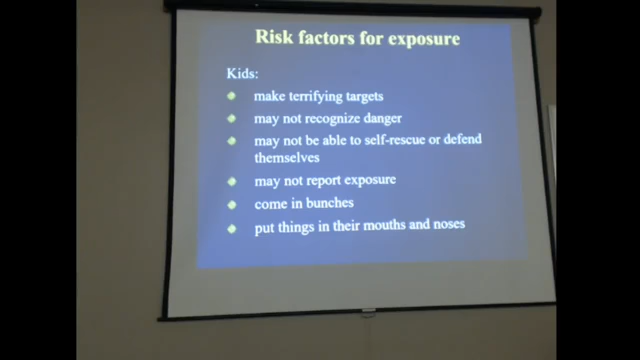 Risk factors for exposure
Kids:
make terrifying targets
may not recognize danger
may not be able to self-rescue or defend
themselves
may not report exposure
come in bunches
put things in their mouths and noses